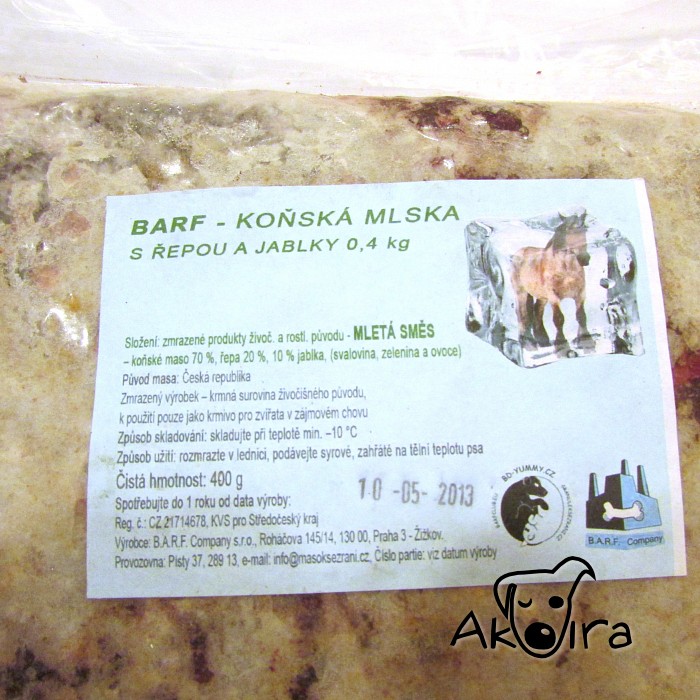 BARF - KOŇSKÁ MLSKA
S ŘEPOU A JABLKY 0,4 kg
Složení: zmrazené produkty živoč. a rostl. původu - MLETÁ SMĚS
– koňské maso 70 %, řepa 20 %, 10 % jablka, (svalovina, zelenina a ovoce)
Původ masa: Česká republika
Zmrazený výrobek – krmná surovina živočišného původu,
k použití pouze jako krmivo pro zvířata v zájmovém chovu
Způsob skladování: skladujte při teplotě min. –10 °C
Způsob užití: rozmrazte v lednici, podávejte syrové, zahřáté na tělní teplotu psa
Čistá hmotnost: 400 g
10 -05- 2013
Spotřebujte do 1 roku od data výroby:
Reg. č.: CZ 21714678, KVS pro Středočeský kraj
Výrobce: B.A.R.F. Company s.r.o., Roháčova 145/14, 130 00, Praha 3 - Žižkov.
Provozovna: Písty 37, 289 13, e-mail: info@masoksezrani.cz, Číslo partie: viz datum výroby
BD-YUMMY.CZ
B.A.R.F. Company
Akoira